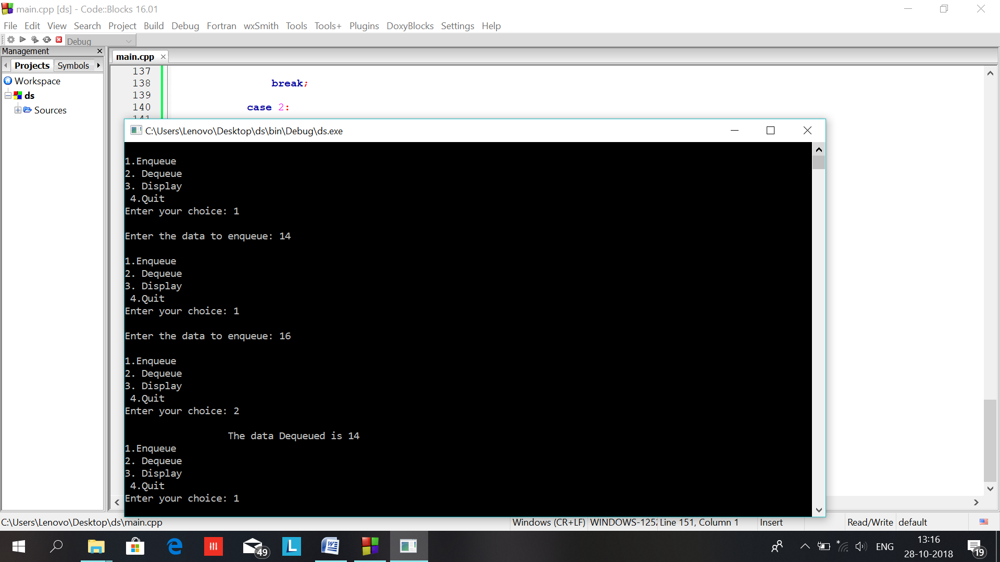 main.cpp [ds] - Code::Blocks 16.01
File Edit View Search Project Build Debug Fortran wxSmith Tools Tools+ Plugins DoxyBlocks Settings Help
Debug
Management
main.cpp
Projects Symbols
Workspace
ds
Sources
137
138 break;
139
140 case 2:
C:\Users\Lenovo\Desktop\ds\bin\Debug\ds.exe
1.Enqueue
2. Dequeue
3. Display
4.Quit
Enter your choice: 1
Enter the data to enqueue: 14
1.Enqueue
2. Dequeue
3. Display
4.Quit
Enter your choice: 1
Enter the data to enqueue: 16
1.Enqueue
2. Dequeue
3. Display
4.Quit
Enter your choice: 2
The data Dequeued is 14
1.Enqueue
2. Dequeue
3. Display
4.Quit
Enter your choice: 1
C:\Users\Lenovo\Desktop\ds\main.cpp Windows (CR+LF) WINDOWS-125 Line 151, Column 1 Insert Read/Write default
49
L
W
ENG
13:16
28-10-2018
19